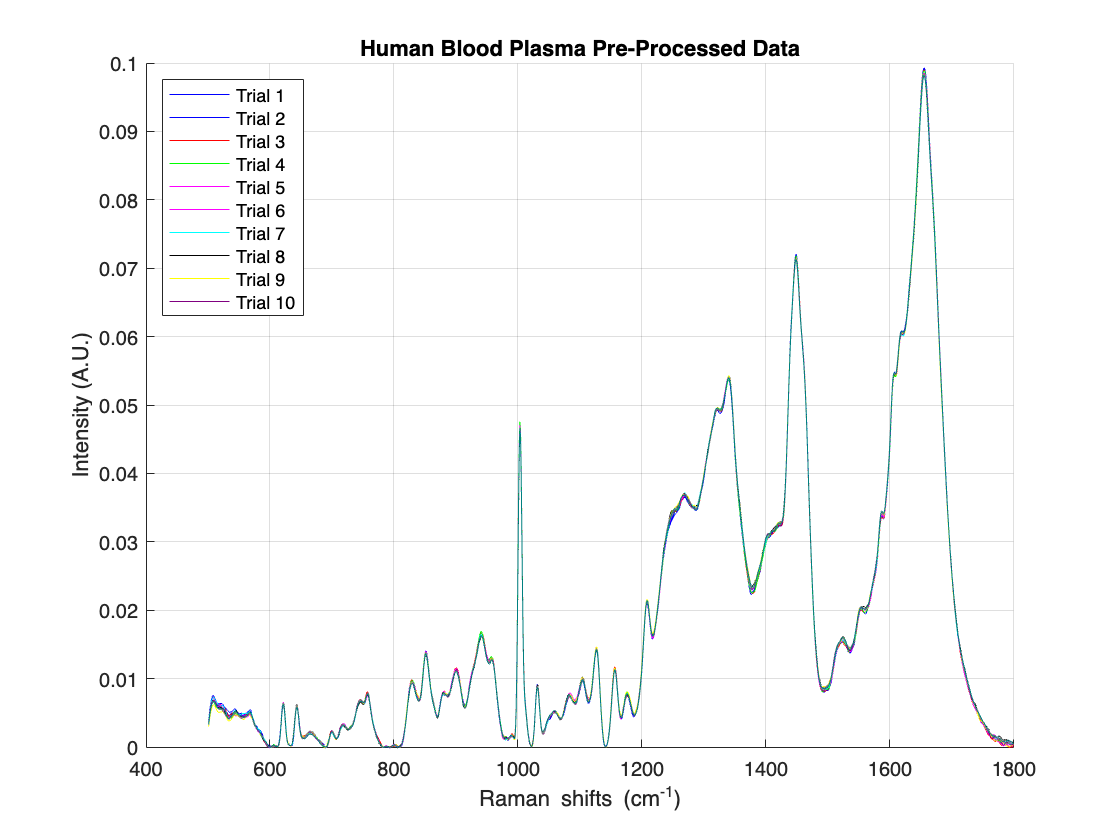 Human Blood Plasma Pre-Processed Data
0.1
0.09
0.08
0.07
0.06
0.05
0.04
0.03
0.02
0.01
0
Intensity (A.U.)
Trial 1
Trial 2
Trial 3
Trial 4
Trial 5
Trial 6
Trial 7
Trial 8
Trial 9
Trial 10
400 600 800 1000 1200 1400 1600 1800
Raman shifts (cm⁻¹)